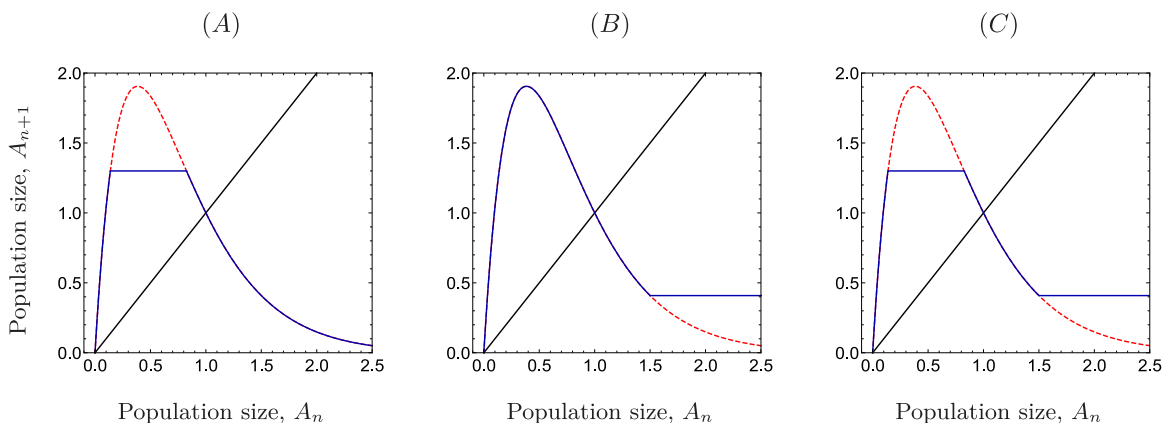 (A) (B) (C)
Population size, A_{n+1}
2.0 2.0 2.0
1.5 1.5 1.5
1.0 1.0 1.0
0.5 0.5 0.5
0.0 0.0 0.0
0.0 0.5 1.0 1.5 2.0 2.5 0.0 0.5 1.0 1.5 2.0 2.5 0.0 0.5 1.0 1.5 2.0 2.5
Population size, A_n Population size, A_n Population size, A_n